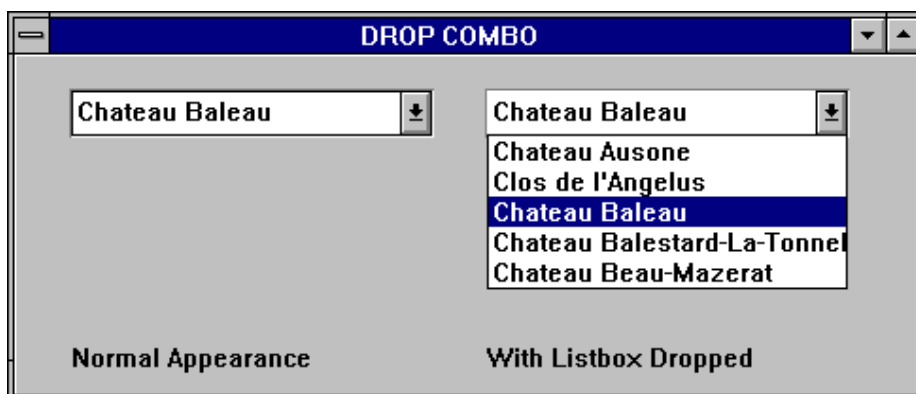 DROP COMBO
Chateau Baleau
Chateau Baleau
Chateau Ausone
Clos de l'Angelus
Chateau Baleau
Chateau Balestard-La-Tonnel
Chateau Beau-Mazerat
Normal Appearance
With Listbox Dropped